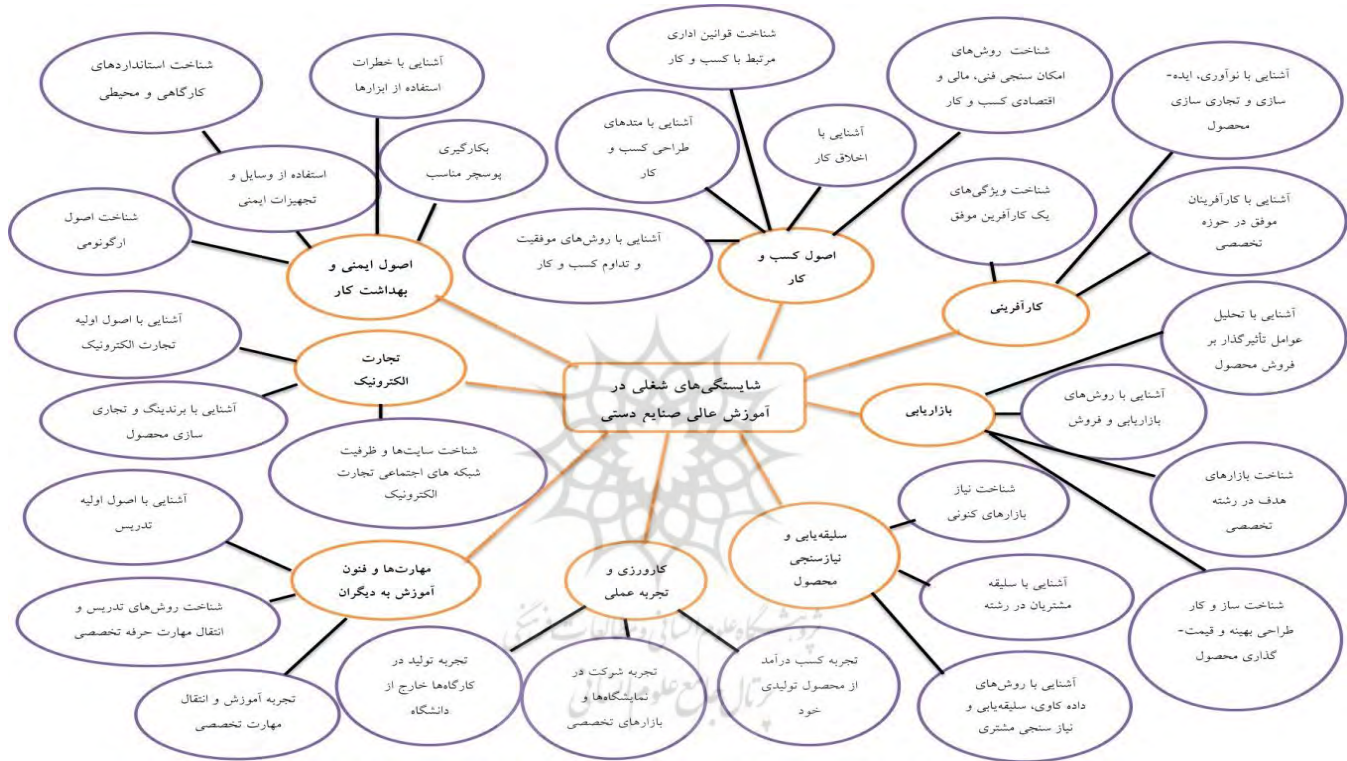 شناخت قوانین اداری
مرتبط با کسب و کار
شناخت روش‌های
امکان سنجی فنی، مالی و
اقتصادی کسب و کار
آشنایی با نوآوری، ایده-
سازی و تجاری سازی
محصول
آشنایی با خطرات
استفاده از ابزارها
شناخت استانداردهای
کارگاهی و محیطی
آشنایی با متدهای
طراحی کسب و
کار
آشنایی با
اخلاق کار
بکارگیری
پوسچر مناسب
استفاده از وسایل و
تجهیزات ایمنی
شناخت ویژگی‌های
یک کارآفرین موفق
آشنایی با کارآفرینان
موفق در حوزه
تخصصی
شناخت اصول
ارگونومی
آشنایی با روش‌های موفقیت
و تداوم کسب و کار
اصول کسب و
کار
اصول ایمنی و
بهداشت کار
کارآفرینی
آشنایی با اصول اولیه
تجارت الکترونیک
تجارت
الکترونیک
آشنایی با تحلیل
عوامل تأثیرگذار بر
فروش محصول
شایستگی‌های شغلی در
آموزش عالی صنایع دستی
بازاریابی
آشنایی با روش‌های
بازاریابی و فروش
آشنایی با برندینگ و تجاری
سازی محصول
شناخت سایت‌ها و ظرفیت
شبکه های اجتماعی تجارت
الکترونیک
شناخت نیاز
بازارهای کنونی
شناخت بازارهای
هدف در رشته
تخصصی
آشنایی با اصول اولیه
تدریس
مهارت‌ها و فنون
آموزش به دیگران
کارورزی و
تجربه عملی
سلیقه‌یابی و
نیازسنجی
محصول
آشنایی با سلیقه
مشتریان در رشته
شناخت ساز و کار
طراحی بهینه و قیمت-
گذاری محصول
شناخت روش‌های تدریس و
انتقال مهارت حرفه تخصصی
پژوهشگاه علوم انسانی و مطالعات فرهنگی
پرتال جامع علوم انسانی
تجربه آموزش و انتقال
مهارت تخصصی
تجربه تولید در
کارگاه‌ها خارج از
دانشگاه
تجربه شرکت در
نمایشگاه‌ها و
بازارهای تخصصی
تجربه کسب درآمد
از محصول تولیدی
خود
آشنایی با روش‌های
داده کاوی، سلیقه‌یابی و
نیاز سنجی مشتری